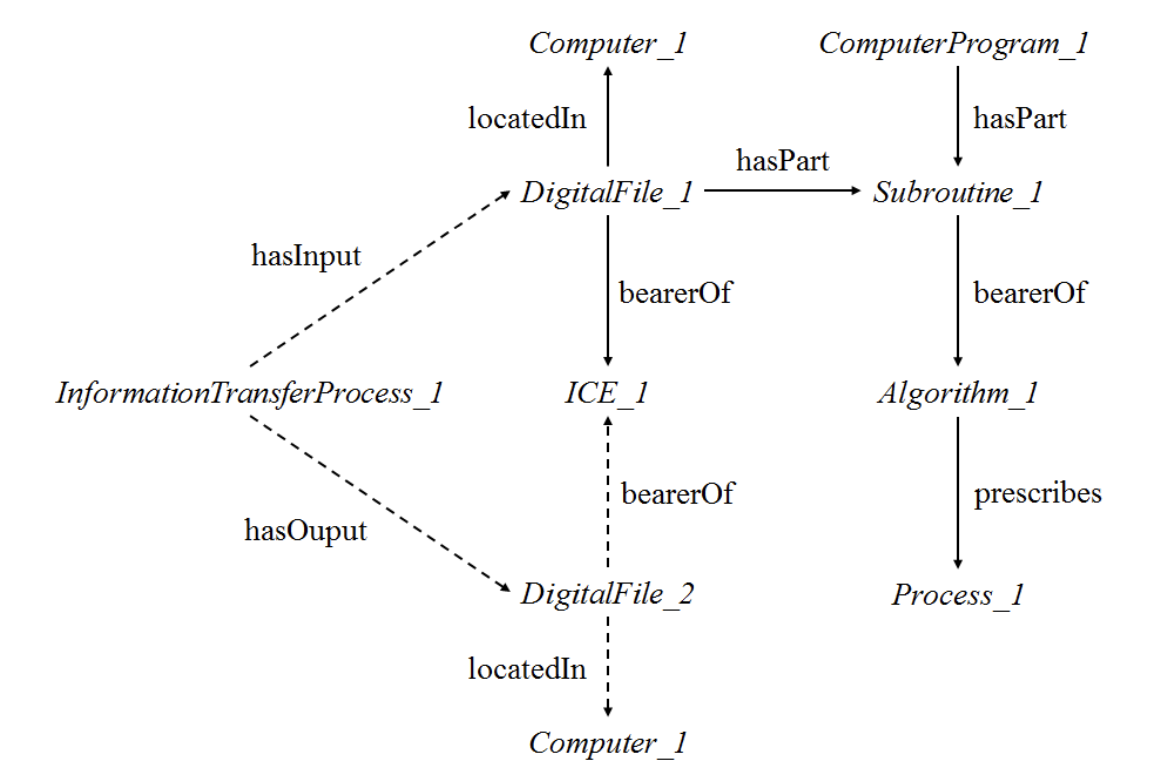 Computer_1 ComputerProgram_1
locatedIn hasPart
hasPart
DigitalFile_1 Subroutine_1
hasInput
bearerOf bearerOf
InformationTransferProcess_1 ICE_1 Algorithm_1
bearerOf prescribes
hasOuput
DigitalFile_2 Process_1
locatedIn
Computer_1